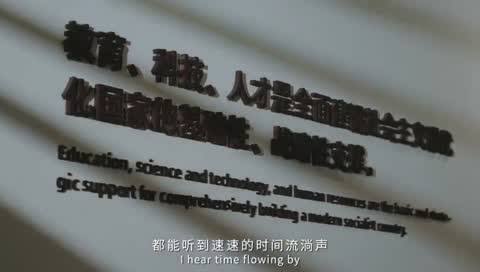 教育、科技、人才是全面建设社会主义现代
化国家的基础性、战略性支撑。
Education, science and technology, and human resources are the basic and strate-
gic support for comprehensively building a modern socialist country.
都能听到速速的时间流淌声
I hear time flowing by